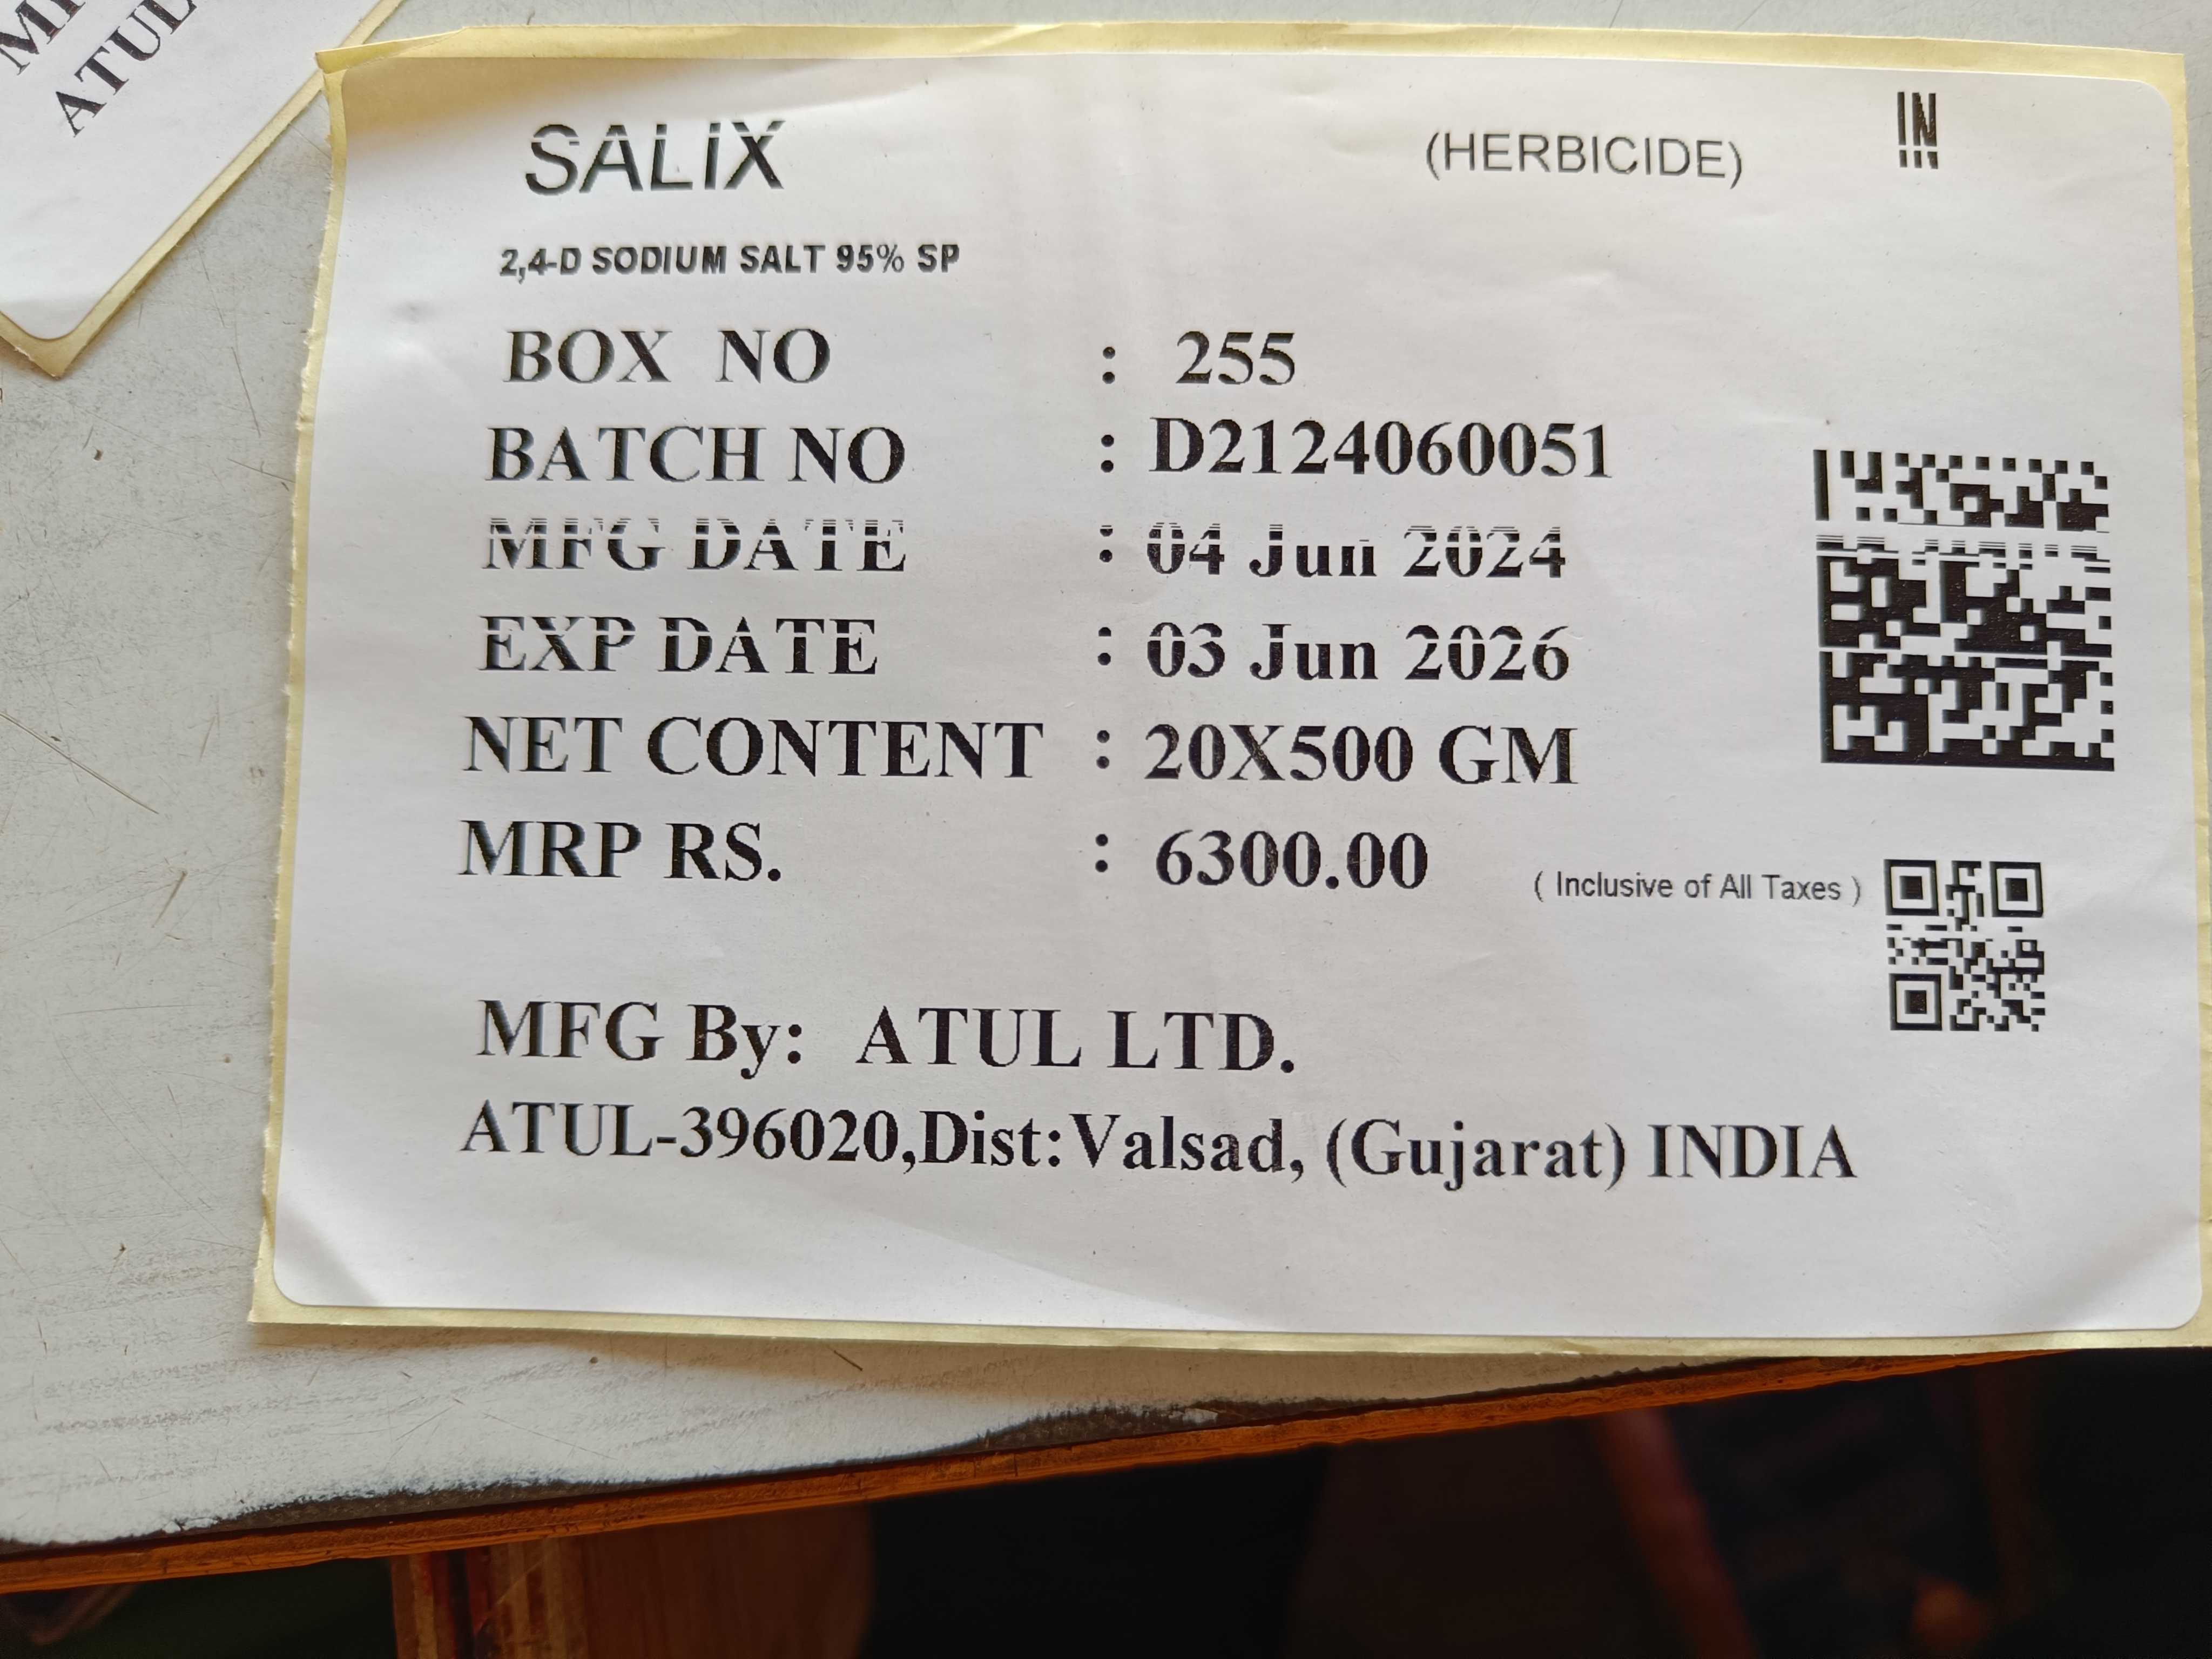 ATUL
SALIX (HERBICIDE) IN
2,4-D SODIUM SALT 95% SP
BOX NO : 255
BATCH NO : D2124060051
MFG DATE : 04 Jun 2024
EXP DATE : 03 Jun 2026
NET CONTENT : 20X500 GM
MRP RS. : 6300.00 ( Inclusive of All Taxes )
MFG By: ATUL LTD.
ATUL-396020,Dist:Valsad, (Gujarat) INDIA